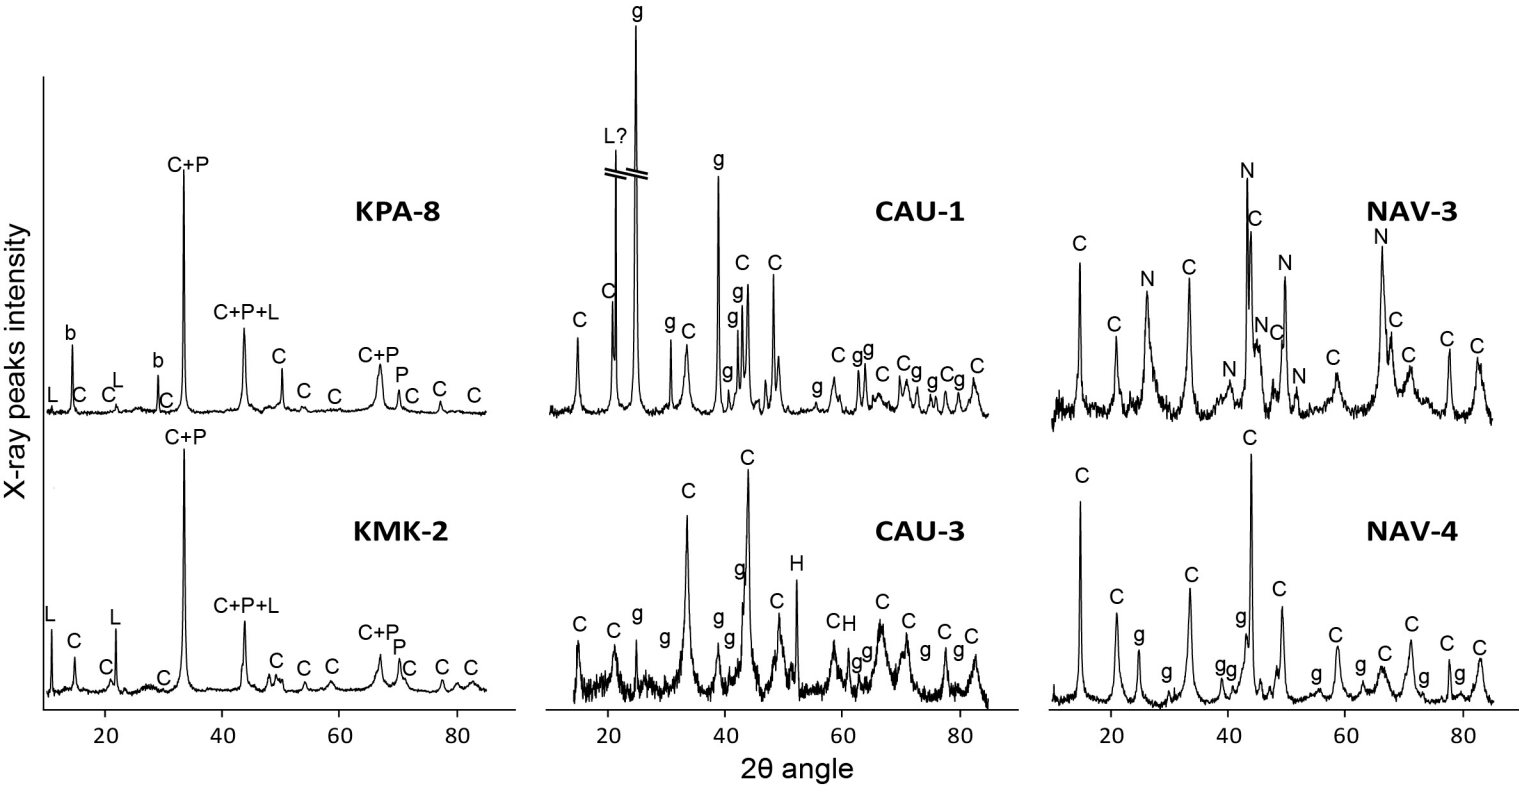 X-ray peaks intensity
KPA-8
L b C C L b C C+P C+P+L C C C C+P P C C C
KMK-2
L C C L C C+P C+P+L C C C C+P P C C C
20 40 60 80
CAU-1
C C L? g g C g g g g C C g C g g C C g g C g C
CAU-3
C C g g C g g g C C H C H g g C C g C g C
20 40 60 80
NAV-3
C C N C N N C N C N N C N C C C C
NAV-4
C C g g C g g g C C g C g C C g C g C
20 40 60 80
2θ angle